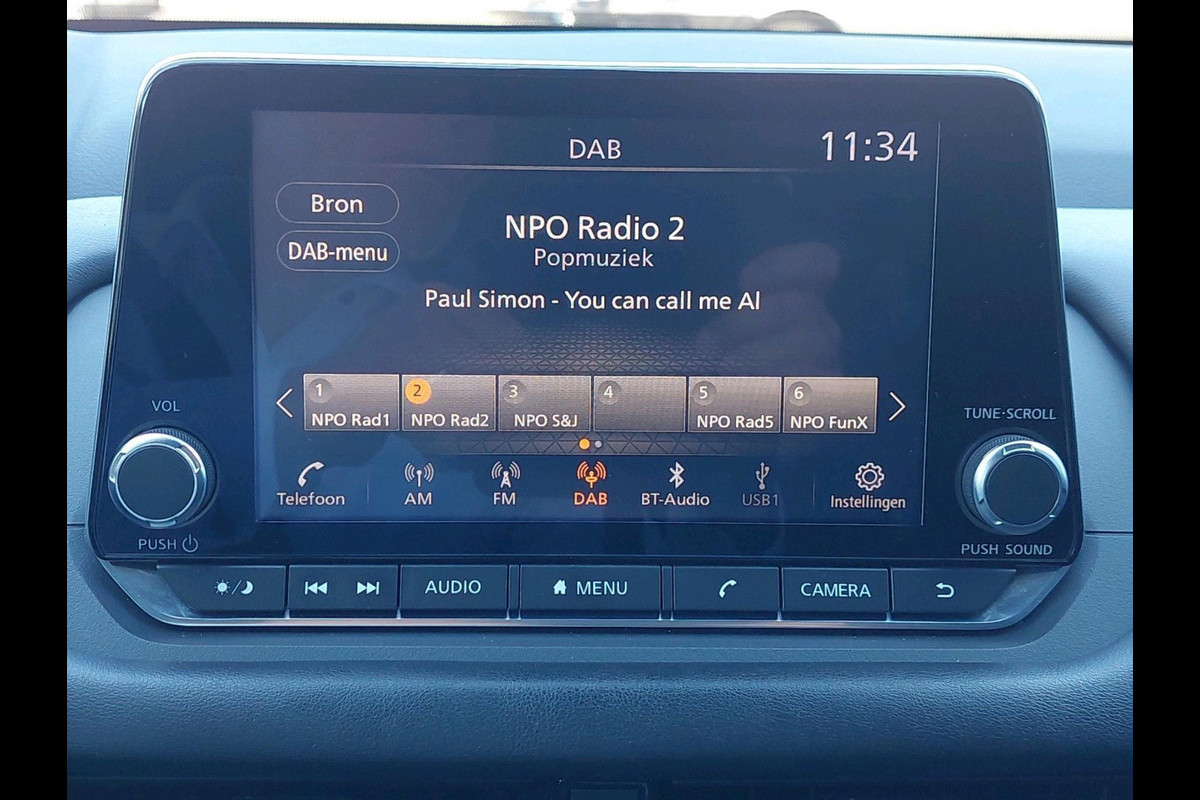 DAB
11:34
Bron
DAB-menu
NPO Radio 2
Popmuziek
Paul Simon - You can call me Al
1 2 3 4 5 6
NPO Rad1 NPO Rad2 NPO S&J NPO Rad5 NPO FunX
VOL
TUNE·SCROLL
Telefoon AM FM DAB BT-Audio USB1 Instellingen
PUSH
PUSH SOUND
AUDIO MENU CAMERA